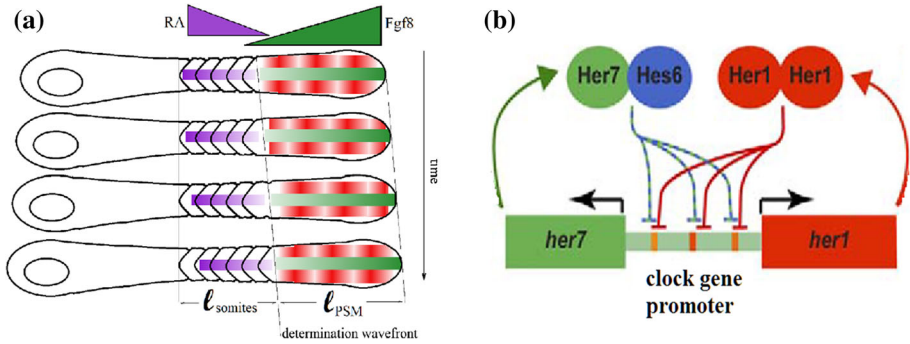 (a)
RA
Fgf8
time
ℓsomites
ℓPSM
determination wavefront
(b)
Her7
Hes6
Her1
Her1
her7
her1
clock gene
promoter